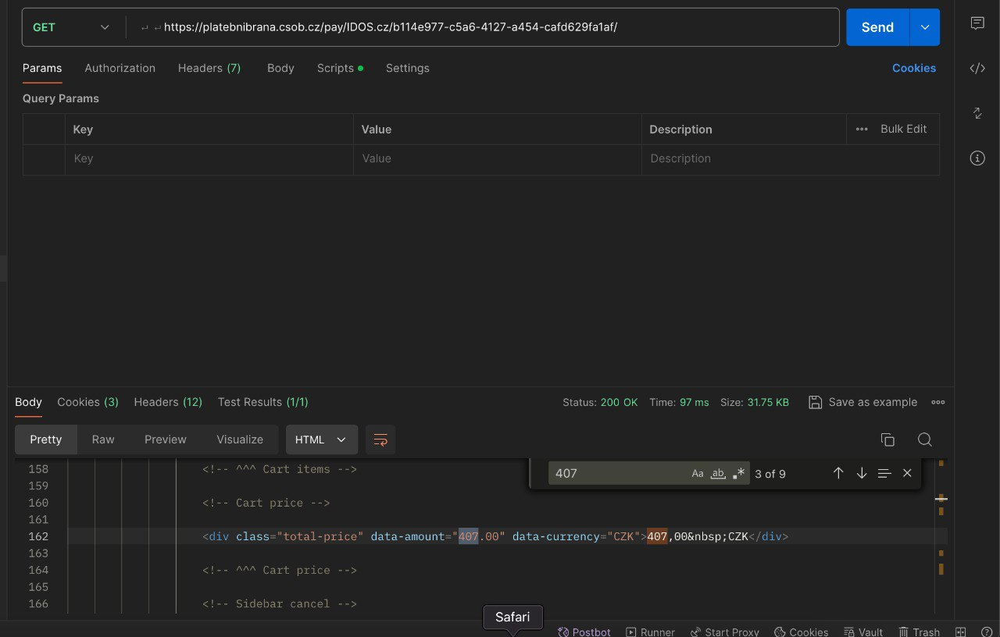 GET ↵ ↵ https://platebnibrana.csob.cz/pay/IDOS.cz/b114e977-c5a6-4127-a454-cafd629fa1af/ Send
Params Authorization Headers (7) Body Scripts Settings Cookies
Query Params
Key Value Description Bulk Edit
Key Value Description
Body Cookies (3) Headers (12) Test Results (1/1) Status: 200 OK Time: 97 ms Size: 31.75 KB Save as example
Pretty Raw Preview Visualize HTML
407 Aa ab .* 3 of 9
158 <!-- ^^^ Cart items -->
159
160 <!-- Cart price -->
161
162 <div class="total-price" data-amount="407.00" data-currency="CZK">407,00&nbsp;CZK</div>
163
164 <!-- ^^^ Cart price -->
165
166 <!-- Sidebar cancel -->
Safari
Postbot Runner Start Proxy Cookies Vault Trash